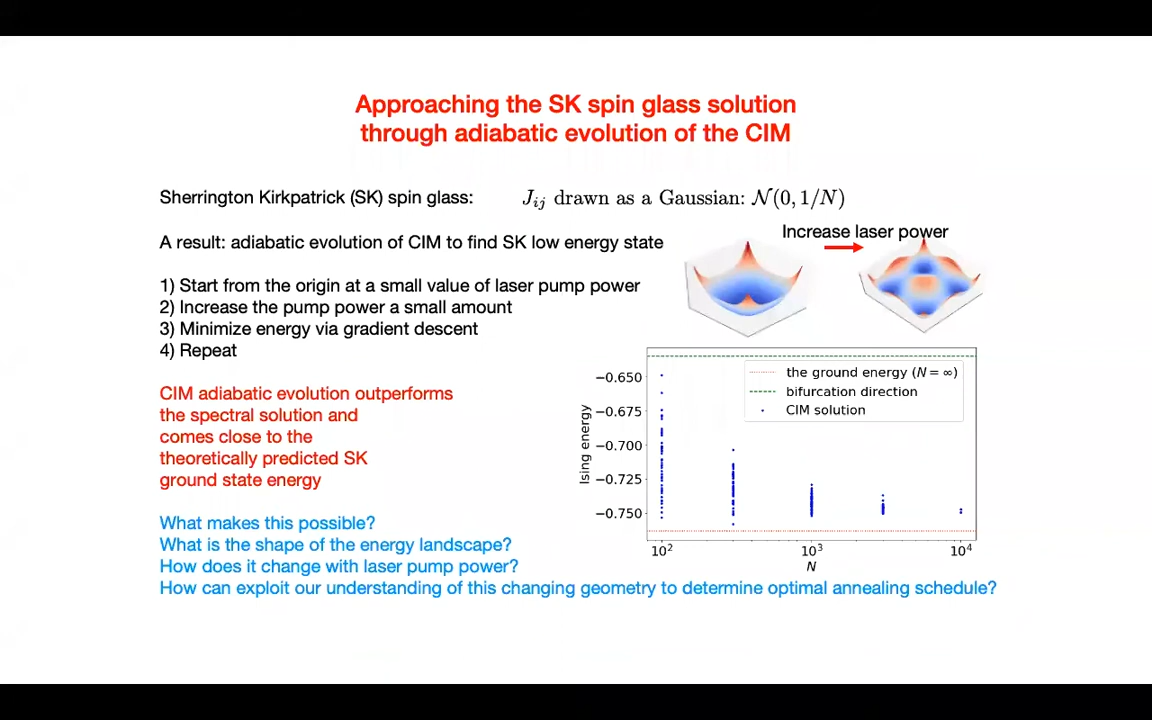 Approaching the SK spin glass solution
through adiabatic evolution of the CIM
Sherrington Kirkpatrick (SK) spin glass: J_{ij} drawn as a Gaussian: 𝒩(0, 1/N)
A result: adiabatic evolution of CIM to find SK low energy state
Increase laser power
1) Start from the origin at a small value of laser pump power
2) Increase the pump power a small amount
3) Minimize energy via gradient descent
4) Repeat
CIM adiabatic evolution outperforms
the spectral solution and
comes close to the
theoretically predicted SK
ground state energy
What makes this possible?
What is the shape of the energy landscape?
How does it change with laser pump power?
How can exploit our understanding of this changing geometry to determine optimal annealing schedule?
the ground energy (N = ∞)
bifurcation direction
CIM solution
Ising energy
−0.650
−0.675
−0.700
−0.725
−0.750
10²
10³
10⁴
N